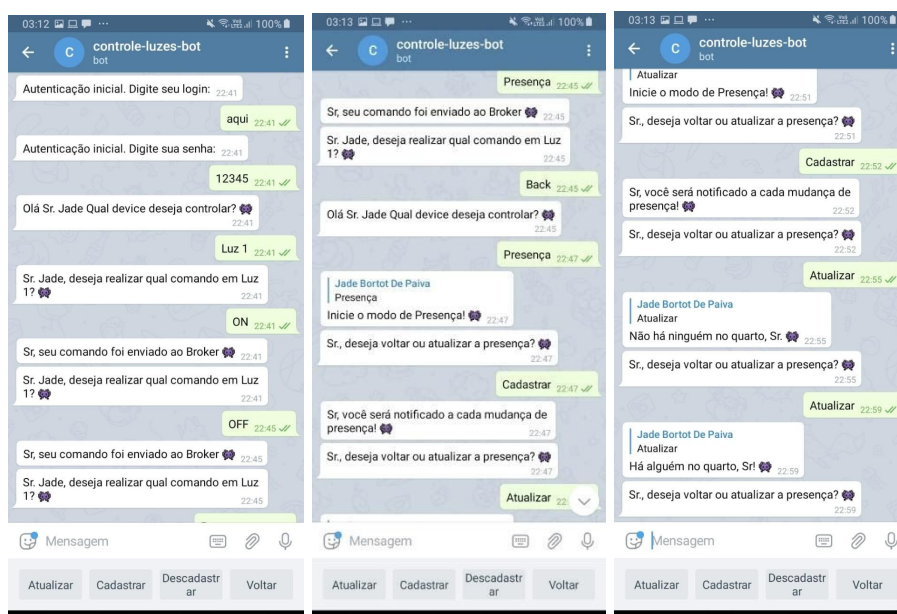 03:12
100%
C
controle-luzes-bot
bot
Autenticação inicial. Digite seu login: 22:41
aqui 22:41
Autenticação inicial. Digite sua senha: 22:41
12345 22:41
Olá Sr. Jade Qual device deseja controlar?
22:41
Luz 1 22:41
Sr. Jade, deseja realizar qual comando em Luz
1? 22:41
ON 22:41
Sr, seu comando foi enviado ao Broker 22:41
Sr. Jade, deseja realizar qual comando em Luz
1? 22:41
OFF 22:45
Sr, seu comando foi enviado ao Broker 22:45
Sr. Jade, deseja realizar qual comando em Luz
1? 22:45
Mensagem
Atualizar
Cadastrar
Descadastr
ar
Voltar
03:13
100%
C
controle-luzes-bot
bot
Presença 22:45
Sr, seu comando foi enviado ao Broker 22:45
Sr. Jade, deseja realizar qual comando em Luz
1? 22:45
Back 22:45
Olá Sr. Jade Qual device deseja controlar?
22:45
Presença 22:47
Jade Bortot De Paiva
Presença
Inicie o modo de Presença! 22:47
Sr., deseja voltar ou atualizar a presença?
22:47
Cadastrar 22:47
Sr, você será notificado a cada mudança de
presença! 22:47
Sr., deseja voltar ou atualizar a presença?
22:47
Atualizar 22:
Mensagem
Atualizar
Cadastrar
Descadastr
ar
Voltar
03:13
100%
C
controle-luzes-bot
bot
Atualizar
Inicie o modo de Presença! 22:51
Sr., deseja voltar ou atualizar a presença?
22:51
Cadastrar 22:52
Sr, você será notificado a cada mudança de
presença! 22:52
Sr., deseja voltar ou atualizar a presença?
22:52
Atualizar 22:55
Jade Bortot De Paiva
Atualizar
Não há ninguém no quarto, Sr. 22:55
Sr., deseja voltar ou atualizar a presença?
22:55
Atualizar 22:59
Jade Bortot De Paiva
Atualizar
Há alguém no quarto, Sr! 22:59
Sr., deseja voltar ou atualizar a presença?
22:59
Mensagem
Atualizar
Cadastrar
Descadastr
ar
Voltar